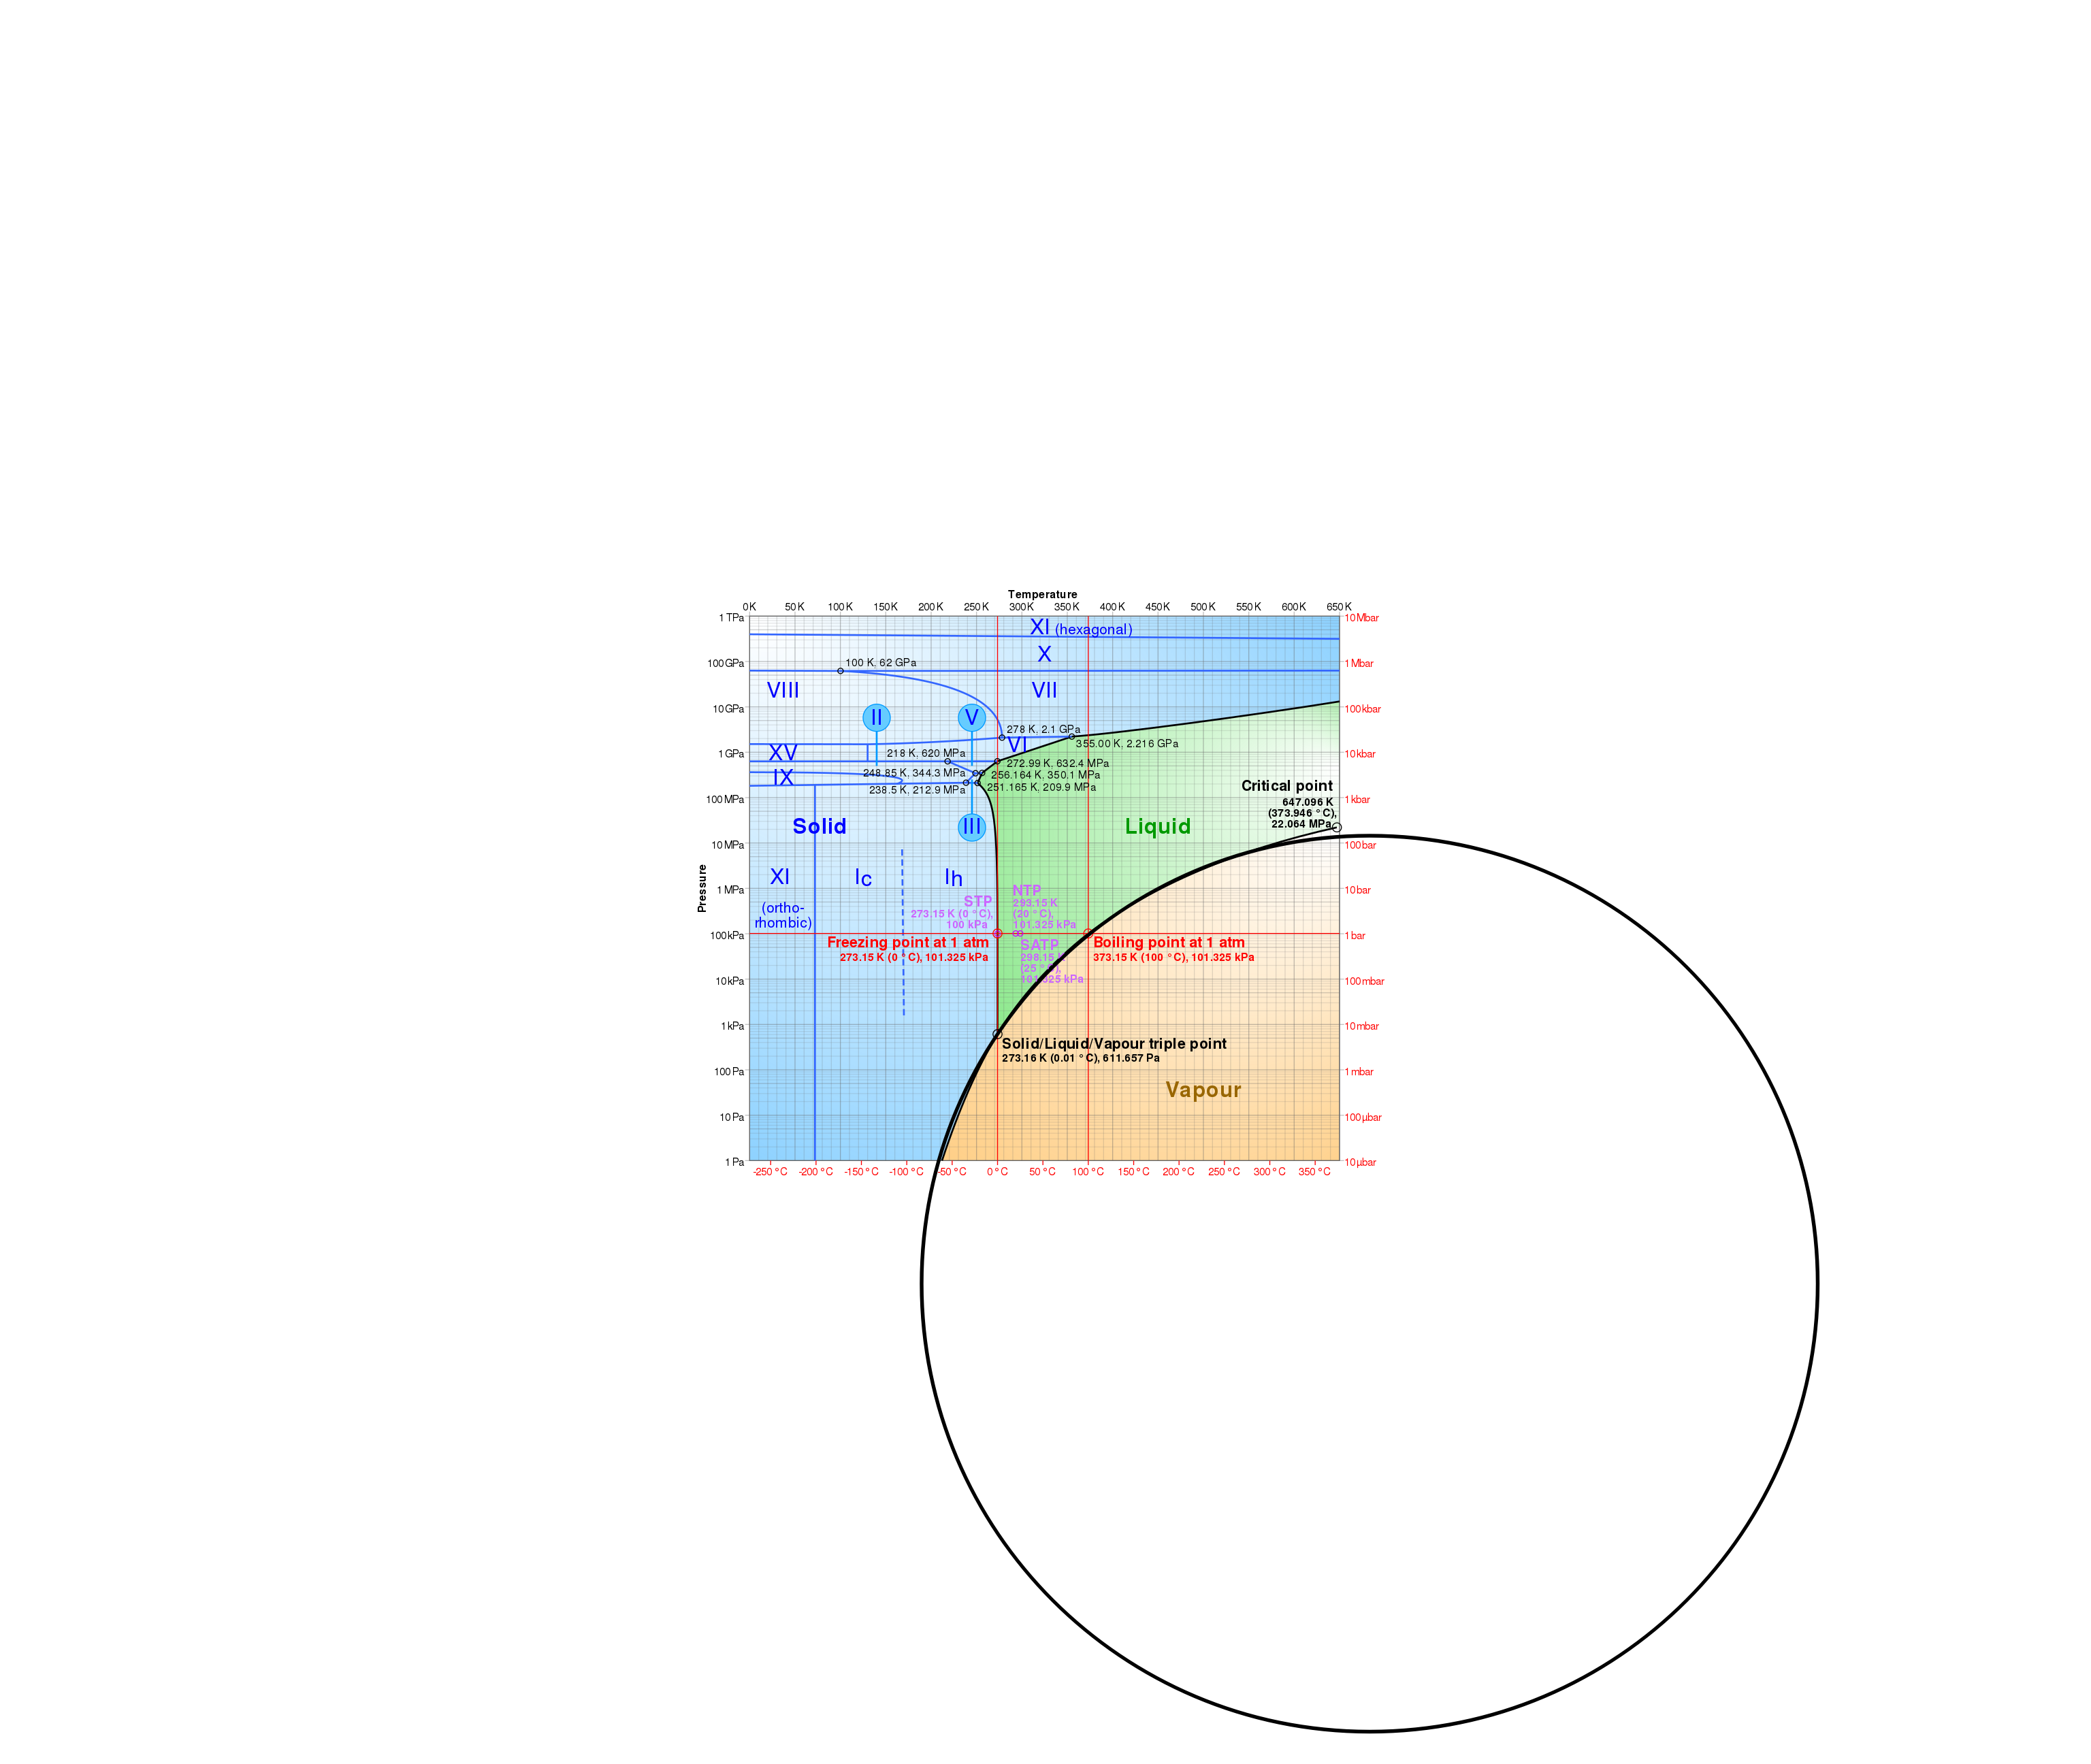 Temperature
0 K 50 K 100 K 150 K 200 K 250 K 300 K 350 K 400 K 450 K 500 K 550 K 600 K 650 K
1 TPa
10 Mbar
XI (hexagonal)
X
100 GPa
100 K, 62 GPa
1 Mbar
VIII
VII
10 GPa
100 kbar
II
V
278 K, 2.1 GPa
VI
355.00 K, 2.216 GPa
1 GPa
XV
218 K, 620 MPa
10 kbar
272.99 K, 632.4 MPa
IX
248.85 K, 344.3 MPa
256.164 K, 350.1 MPa
238.5 K, 212.9 MPa
251.165 K, 209.9 MPa
100 MPa
1 kbar
Critical point
647.096 K
(373.946 °C),
22.064 MPa
Solid
III
Liquid
10 MPa
100 bar
Pressure
XI
Ic
Ih
1 MPa
10 bar
(ortho-
rhombic)
STP
273.15 K (0 °C),
100 kPa
NTP
293.15 K
(20 °C),
101.325 kPa
100 kPa
1 bar
Freezing point at 1 atm
273.15 K (0 °C), 101.325 kPa
SATP
298.15 K
(25 °C),
101.325 kPa
Boiling point at 1 atm
373.15 K (100 °C), 101.325 kPa
10 kPa
100 mbar
1 kPa
10 mbar
Solid/Liquid/Vapour triple point
273.16 K (0.01 °C), 611.657 Pa
100 Pa
1 mbar
Vapour
10 Pa
100 µbar
1 Pa
10 µbar
-250 °C -200 °C -150 °C -100 °C -50 °C 0 °C 50 °C 100 °C 150 °C 200 °C 250 °C 300 °C 350 °C